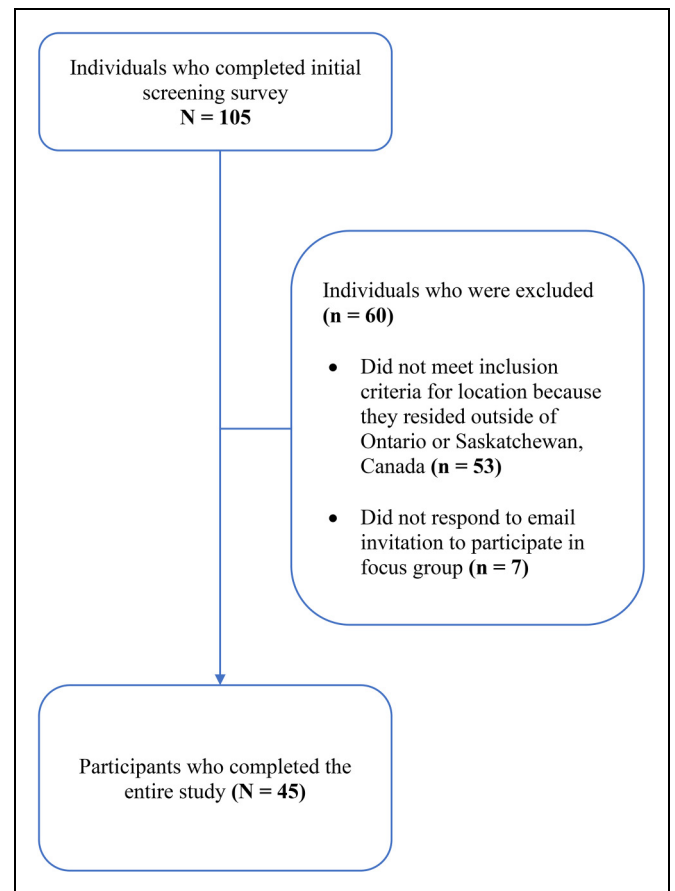 Individuals who completed initial
screening survey
N = 105
Individuals who were excluded
(n = 60)
• Did not meet inclusion
criteria for location because
they resided outside of
Ontario or Saskatchewan,
Canada (n = 53)
• Did not respond to email
invitation to participate in
focus group (n = 7)
Participants who completed the
entire study (N = 45)